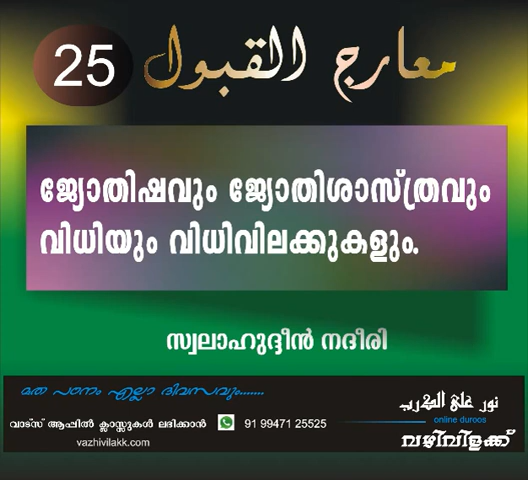 25 معارج القبول
ജ്യോതിഷവും ജ്യോതിശാസ്ത്രവും
വിധിയും വിധിവിലക്കുകളും.
സ്വലാഹുദ്ദീൻ നദീരി
മത പഠനം എല്ലാ ദിവസവും.......
വാട്സ് ആപ്പിൽ ക്ലാസ്സുകൾ ലഭിക്കാൻ 91 99471 25525
vazhivilakk.com
نور على الدرب
online duroos
വഴിവിളക്ക്